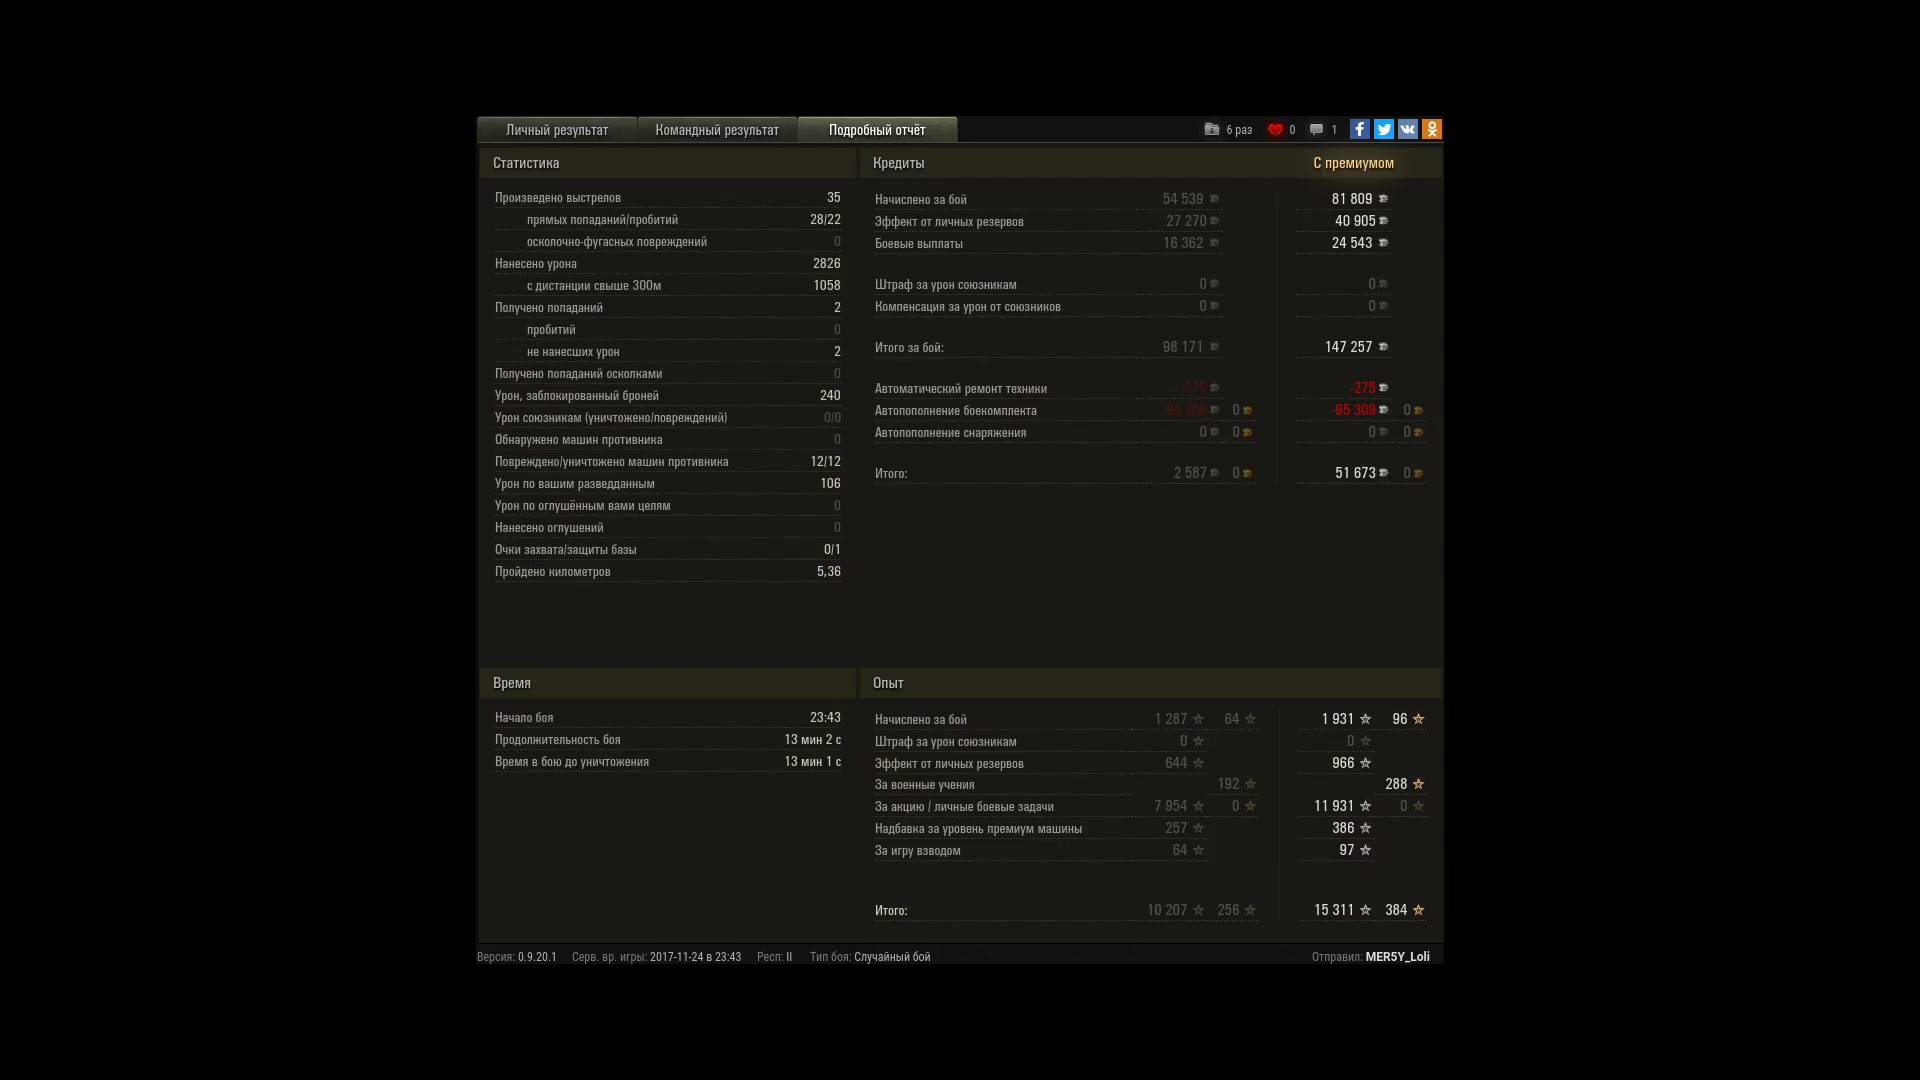 Личный результат Командный результат Подробный отчёт 6 раз 0 1
Статистика
Произведено выстрелов 35
прямых попаданий/пробитий 28/22
осколочно-фугасных повреждений 0
Нанесено урона 2826
с дистанции свыше 300м 1058
Получено попаданий 2
пробитий 0
не нанесших урон 2
Получено попаданий осколками 0
Урон, заблокированный броней 240
Урон союзникам (уничтожено/повреждений) 0/0
Обнаружено машин противника 0
Повреждено/уничтожено машин противника 12/12
Урон по вашим разведданным 106
Урон по оглушённым вами целям 0
Нанесено оглушений 0
Очки захвата/защиты базы 0/1
Пройдено километров 5,36
Кредиты С премиумом
Начислено за бой 54 539 81 809
Эффект от личных резервов 27 270 40 905
Боевые выплаты 16 362 24 543
Штраф за урон союзникам 0 0
Компенсация за урон от союзников 0 0
Итого за бой: 98 171 147 257
Автоматический ремонт техники -275 -275
Автопополнение боекомплекта -95 309 0 -95 309 0
Автопополнение снаряжения 0 0 0 0
Итого: 2 587 0 51 673 0
Время
Начало боя 23:43
Продолжительность боя 13 мин 2 с
Время в бою до уничтожения 13 мин 1 с
Опыт
Начислено за бой 1 287 64 1 931 96
Штраф за урон союзникам 0 0
Эффект от личных резервов 644 966
За военные учения 192 288
За акцию / личные боевые задачи 7 954 0 11 931 0
Надбавка за уровень премиум машины 257 386
За игру взводом 64 97
Итого: 10 207 256 15 311 384
Версия: 0.9.20.1 Серв. вр. игры: 2017-11-24 в 23:43 Респ: II Тип боя: Случайный бой Отправил: MER5Y_Loli